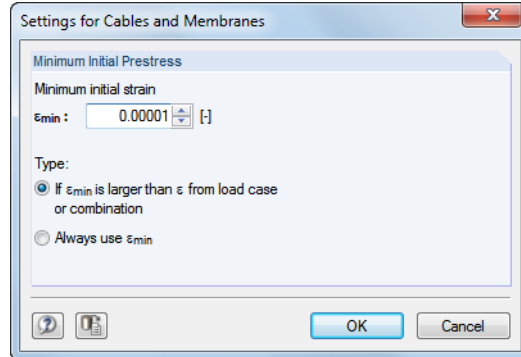 Settings for Cables and Membranes
Minimum Initial Prestress
Minimum initial strain
εmin : 0.00001 [-]
Type:
If εmin is larger than ε from load case
or combination
Always use εmin
OK Cancel